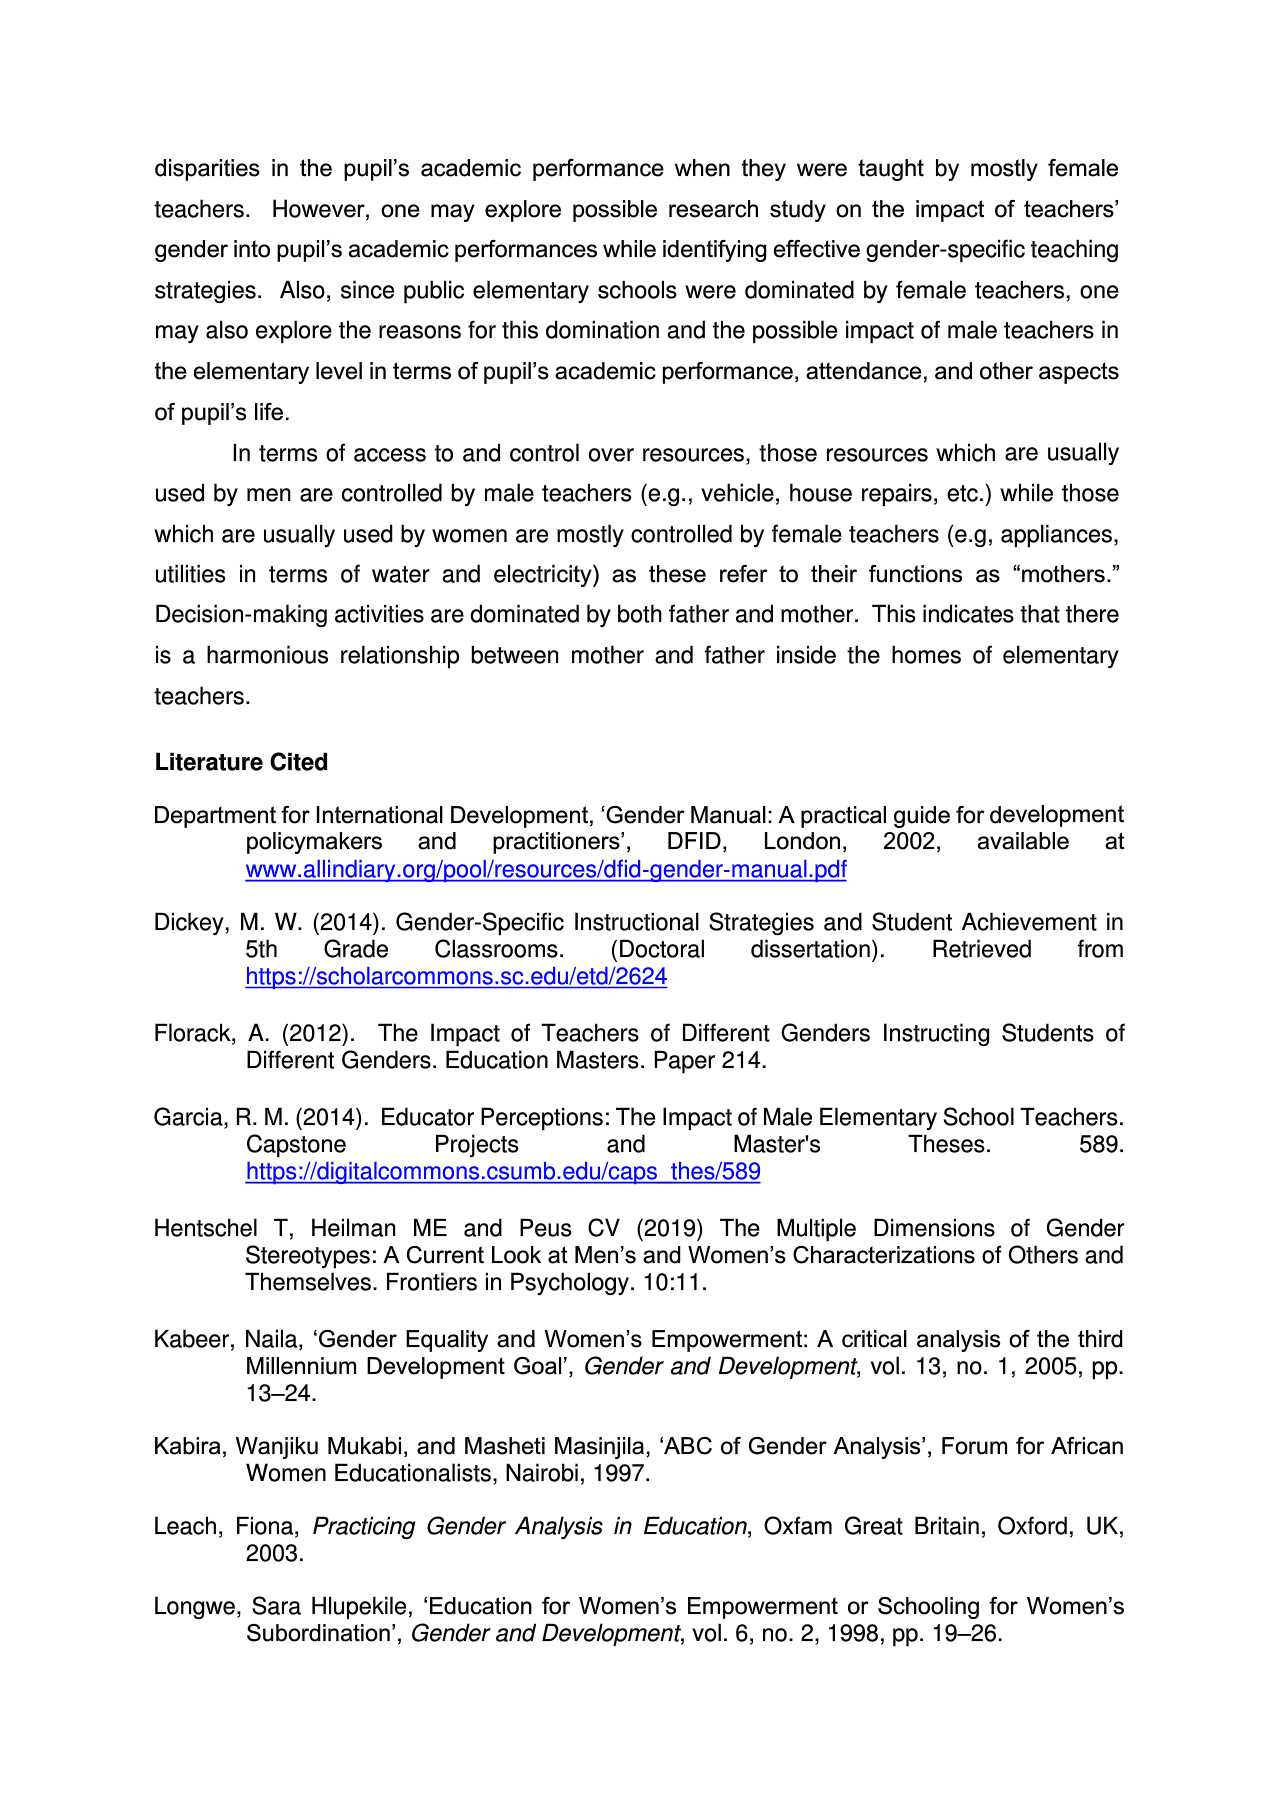 disparities in the pupil’s academic performance when they were taught by mostly female
teachers.  However, one may explore possible research study on the impact of teachers’
gender into pupil’s academic performances while identifying effective gender-specific teaching
strategies.  Also, since public elementary schools were dominated by female teachers, one
may also explore the reasons for this domination and the possible impact of male teachers in
the elementary level in terms of pupil’s academic performance, attendance, and other aspects
of pupil’s life.
In terms of access to and control over resources, those resources which are usually
used by men are controlled by male teachers (e.g., vehicle, house repairs, etc.) while those
which are usually used by women are mostly controlled by female teachers (e.g, appliances,
utilities in terms of water and electricity) as these refer to their functions as “mothers.”
Decision-making activities are dominated by both father and mother.  This indicates that there
is a harmonious relationship between mother and father inside the homes of elementary
teachers.
Literature Cited
Department for International Development, ‘Gender Manual: A practical guide for development
policymakers and practitioners’, DFID, London, 2002, available at
www.allindiary.org/pool/resources/dfid-gender-manual.pdf
Dickey, M. W. (2014). Gender-Specific Instructional Strategies and Student Achievement in
5th Grade Classrooms. (Doctoral dissertation). Retrieved from
https://scholarcommons.sc.edu/etd/2624
Florack, A. (2012).  The Impact of Teachers of Different Genders Instructing Students of
Different Genders. Education Masters. Paper 214.
Garcia, R. M. (2014).  Educator Perceptions: The Impact of Male Elementary School Teachers.
Capstone Projects and Master's Theses. 589.
https://digitalcommons.csumb.edu/caps_thes/589
Hentschel T, Heilman ME and Peus CV (2019) The Multiple Dimensions of Gender
Stereotypes: A Current Look at Men’s and Women’s Characterizations of Others and
Themselves. Frontiers in Psychology. 10:11.
Kabeer, Naila, ‘Gender Equality and Women’s Empowerment: A critical analysis of the third
Millennium Development Goal’, Gender and Development, vol. 13, no. 1, 2005, pp.
13–24.
Kabira, Wanjiku Mukabi, and Masheti Masinjila, ‘ABC of Gender Analysis’, Forum for African
Women Educationalists, Nairobi, 1997.
Leach, Fiona, Practicing Gender Analysis in Education, Oxfam Great Britain, Oxford, UK,
2003.
Longwe, Sara Hlupekile, ‘Education for Women’s Empowerment or Schooling for Women’s
Subordination’, Gender and Development, vol. 6, no. 2, 1998, pp. 19–26.